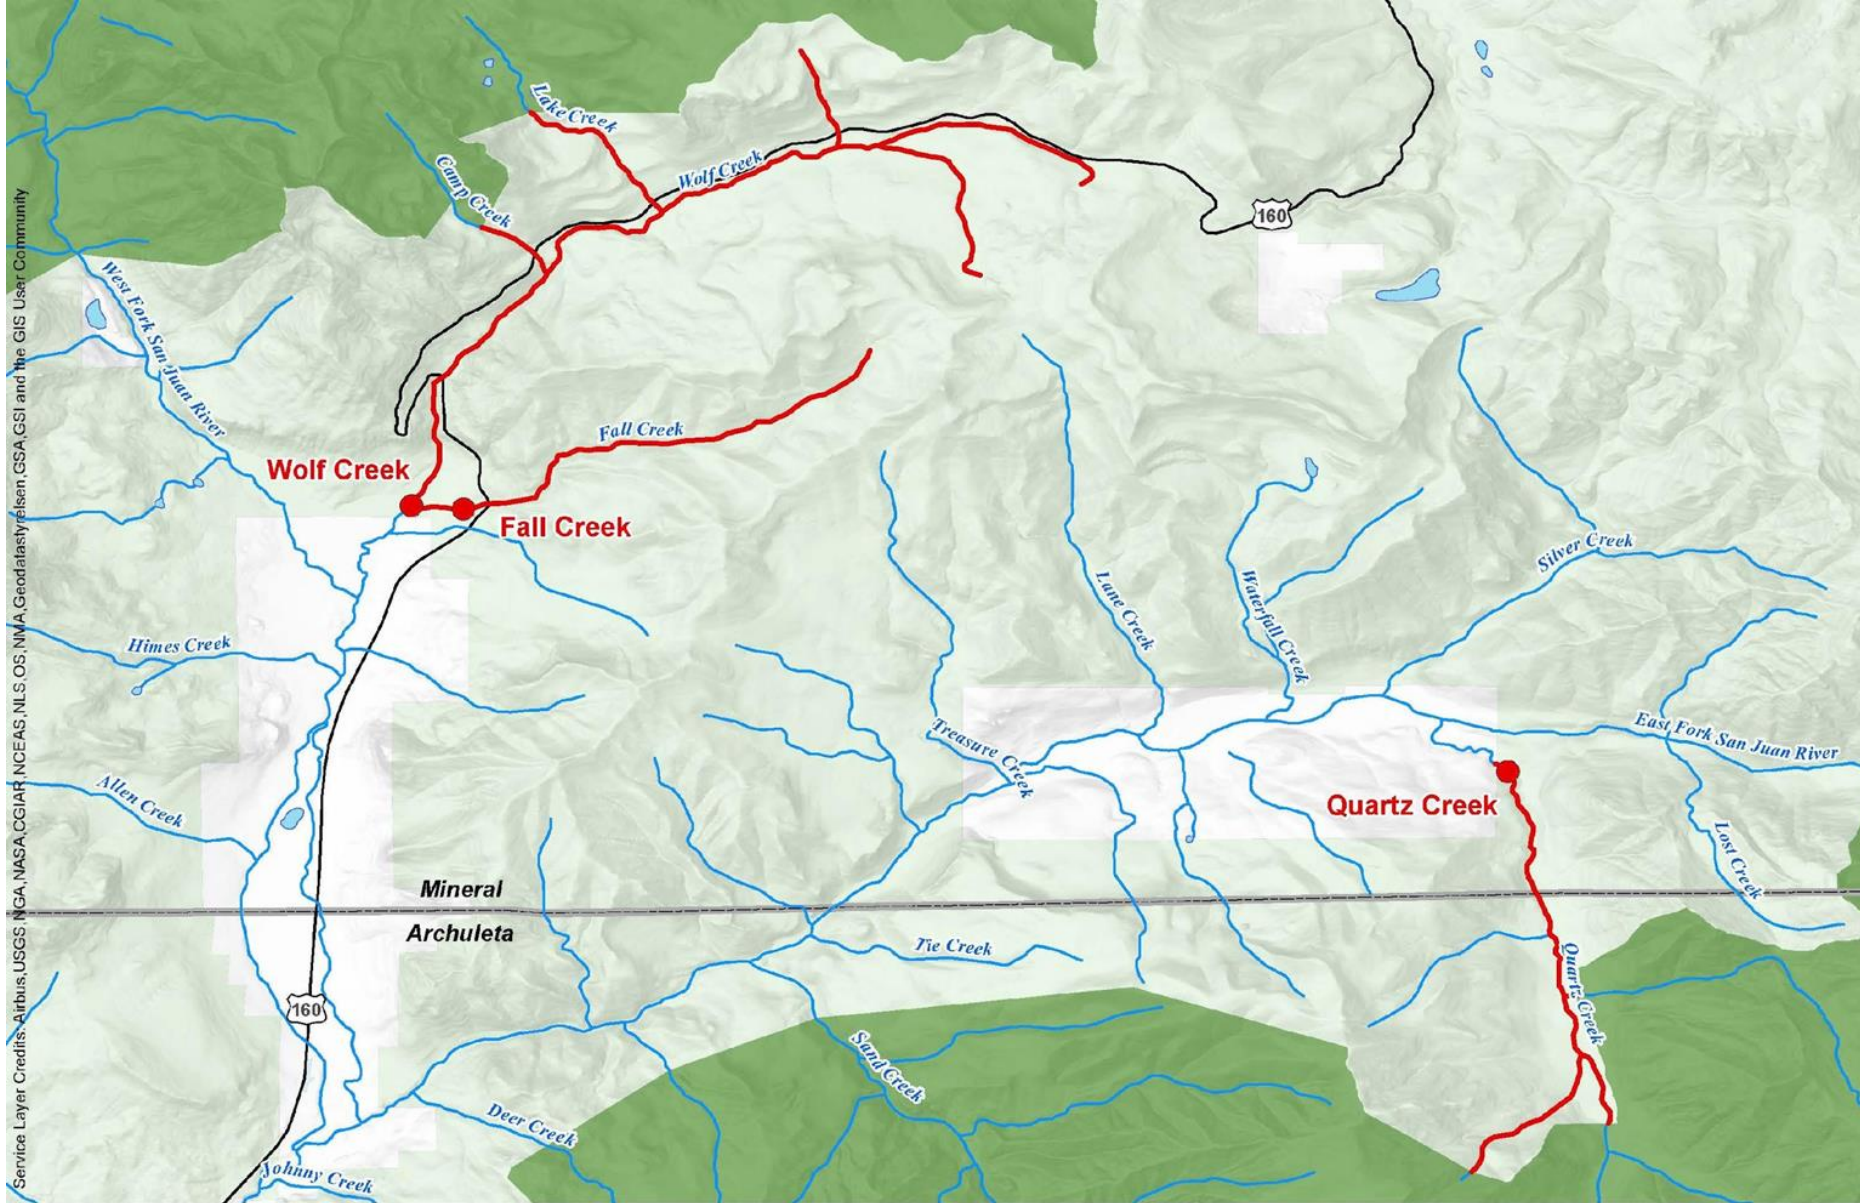 Lake Creek
Camp Creek
Wolf Creek
160
West Fork San Juan River
Fall Creek
Wolf Creek
Fall Creek
Silver Creek
Lane Creek
Waterfall Creek
Himes Creek
Treasure Creek
East Fork San Juan River
Allen Creek
Quartz Creek
Lost Creek
Mineral
Archuleta
Tie Creek
Quartz Creek
160
Sand Creek
Deer Creek
Johnny Creek
Service Layer Credits: Airbus,USGS,NGA,NASA,CGIAR,NCEAS,NLS,OS,NMA,Geodatastyrelsen,GSA,GSI and the GIS User Community